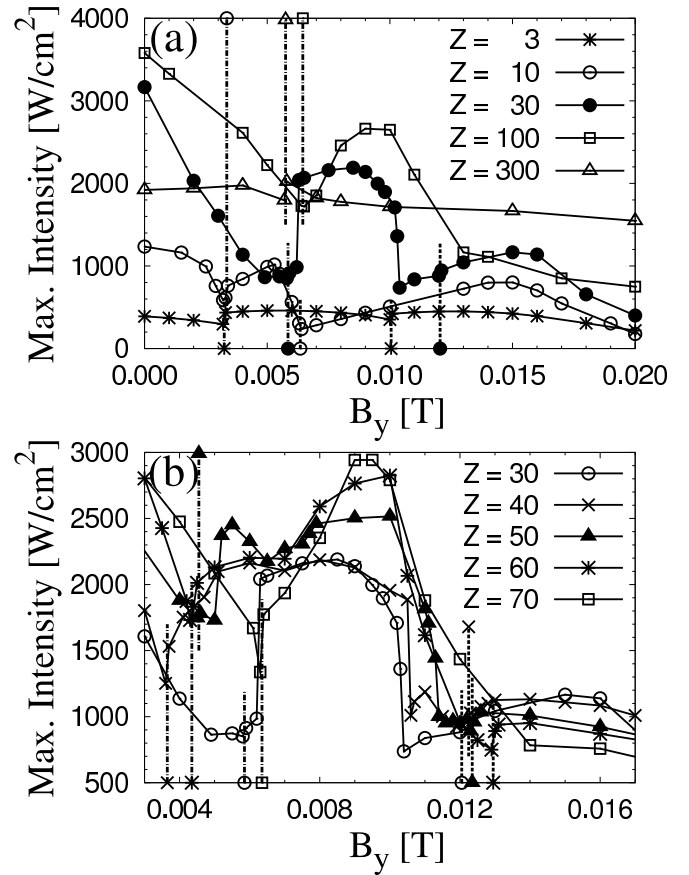 (a)
Max. Intensity [W/cm²]
4000
3000
2000
1000
0
0.000
0.005
0.010
0.015
0.020
B_y [T]
Z = 3
Z = 10
Z = 30
Z = 100
Z = 300
(b)
Max. Intensity [W/cm²]
3000
2500
2000
1500
1000
500
0.004
0.008
0.012
0.016
B_y [T]
Z = 30
Z = 40
Z = 50
Z = 60
Z = 70